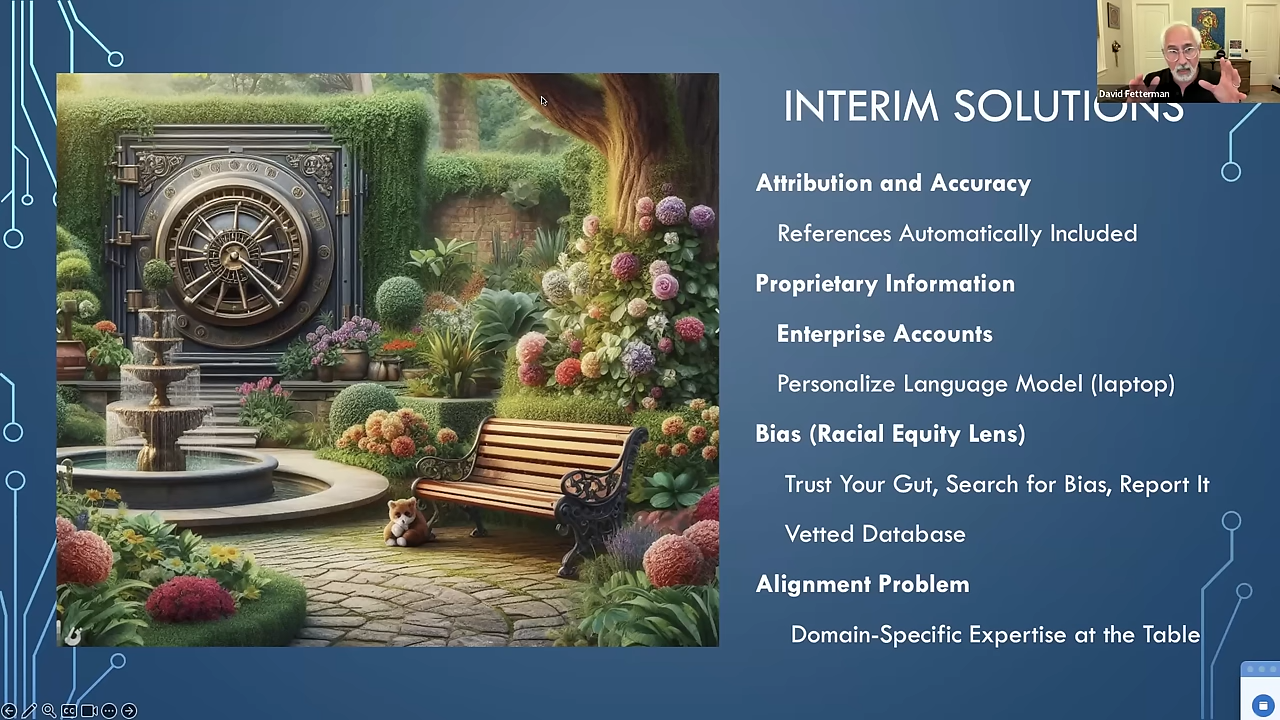 David Fetterman
INTERIM SOLUTIONS
Attribution and Accuracy
References Automatically Included
Proprietary Information
Enterprise Accounts
Personalize Language Model (laptop)
Bias (Racial Equity Lens)
Trust Your Gut, Search for Bias, Report It
Vetted Database
Alignment Problem
Domain-Specific Expertise at the Table
CC